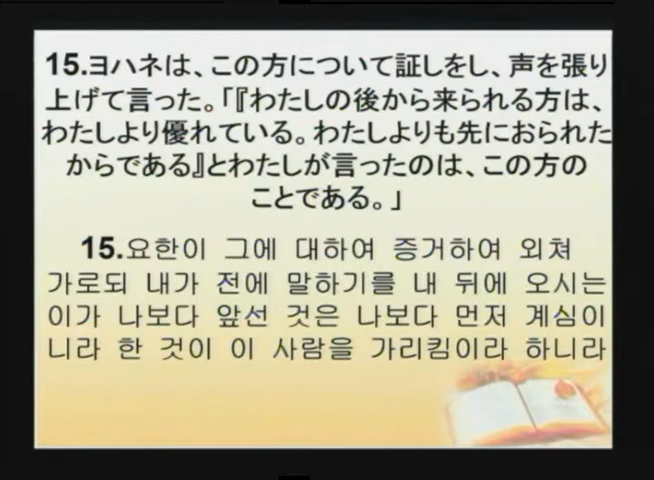 15.ヨハネは、この方について証しをし、声を張り
上げて言った。「『わたしの後から来られる方は、
わたしより優れている。わたしよりも先におられた
からである』とわたしが言ったのは、この方の
ことである。」
15.요한이 그에 대하여 증거하여 외쳐
가로되 내가 전에 말하기를 내 뒤에 오시는
이가 나보다 앞선 것은 나보다 먼저 계심이
니라 한 것이 이 사람을 가리킴이라 하니라